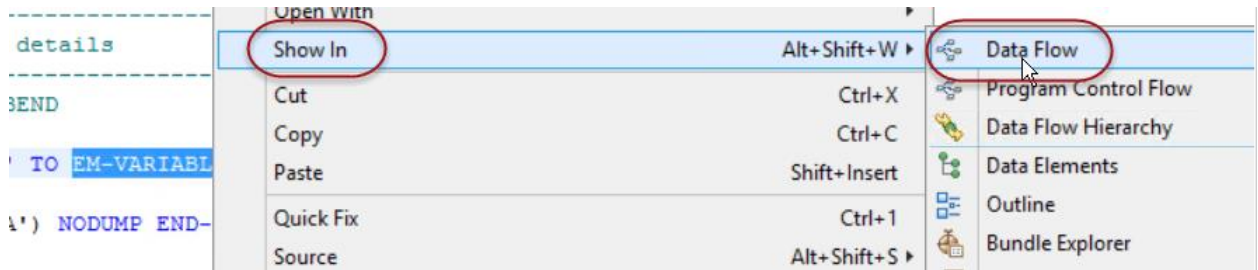 Open With
details
Show In Alt+Shift+W
Data Flow
BEND
Cut Ctrl+X
Program Control Flow
Copy Ctrl+C
Data Flow Hierarchy
' TO EM-VARIABL
Paste Shift+Insert
Data Elements
A') NODUMP END-
Quick Fix Ctrl+1
Outline
Source Alt+Shift+S
Bundle Explorer